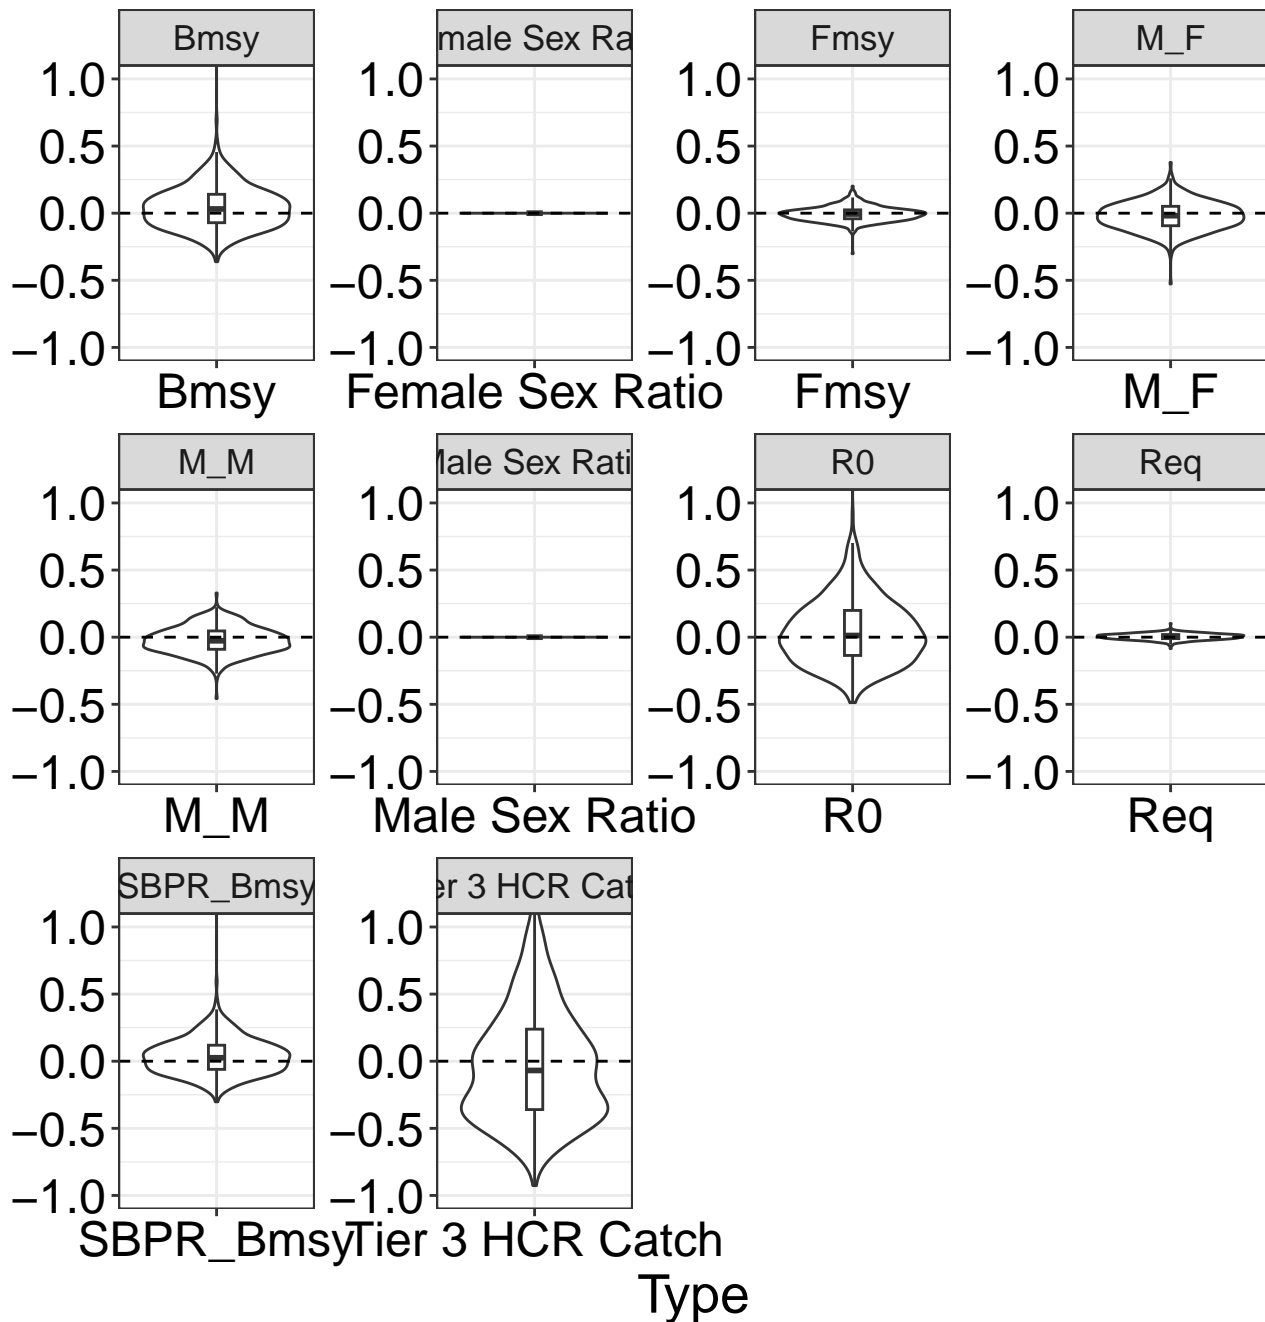 Bmsy
male Sex Ra
Fmsy
M_F
1.0
0.5
0.0
−0.5
−1.0
1.0
0.5
0.0
−0.5
−1.0
1.0
0.5
0.0
−0.5
−1.0
1.0
0.5
0.0
−0.5
−1.0
Bmsy
Female Sex Ratio
Fmsy
M_F
M_M
Male Sex Rati
R0
Req
1.0
0.5
0.0
−0.5
−1.0
1.0
0.5
0.0
−0.5
−1.0
1.0
0.5
0.0
−0.5
−1.0
1.0
0.5
0.0
−0.5
−1.0
M_M
Male Sex Ratio
R0
Req
SBPR_Bmsy
er 3 HCR Cat
1.0
0.5
0.0
−0.5
−1.0
1.0
0.5
0.0
−0.5
−1.0
SBPR_Bmsy
Tier 3 HCR Catch
Type